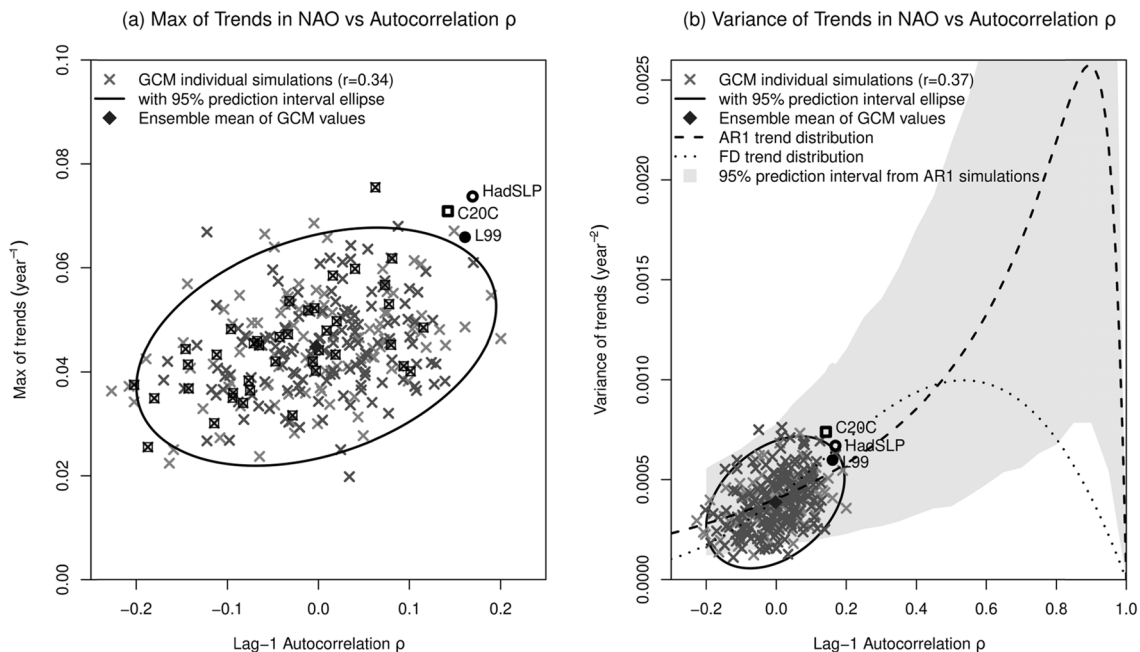 (a) Max of Trends in NAO vs Autocorrelation ρ
Max of trends (year⁻¹)
0.10
0.08
0.06
0.04
0.02
0.00
GCM individual simulations (r=0.34)
with 95% prediction interval ellipse
Ensemble mean of GCM values
HadSLP
C20C
L99
−0.2
−0.1
0.0
0.1
0.2
Lag−1 Autocorrelation ρ
(b) Variance of Trends in NAO vs Autocorrelation ρ
Variance of trends (year⁻²)
0.0025
0.0020
0.0015
0.0010
0.0005
0.0000
GCM individual simulations (r=0.37)
with 95% prediction interval ellipse
Ensemble mean of GCM values
AR1 trend distribution
FD trend distribution
95% prediction interval from AR1 simulations
C20C
HadSLP
L99
−0.2
0.0
0.2
0.4
0.6
0.8
1.0
Lag−1 Autocorrelation ρ